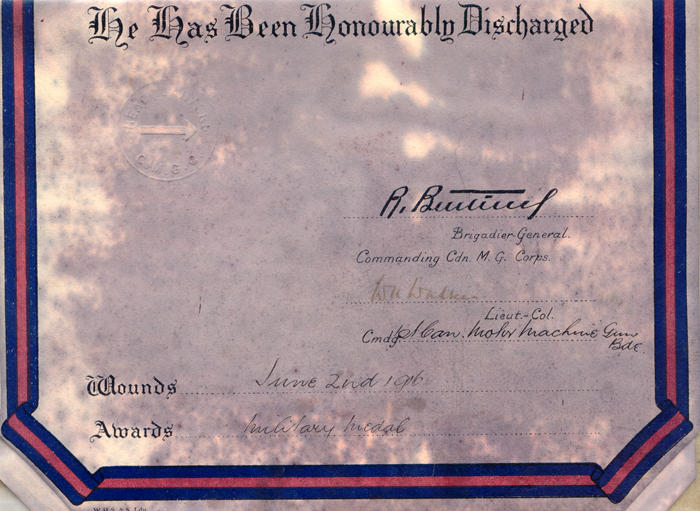 He Has Been Honourably Discharged
C.M.G.C.
R. Brutinel
Brigadier-General.
Commanding Cdn. M. G. Corps.
Lieut.-Col.
Cmdg. 1st Can. Motor Machine Gun
Bde.
Wounds June 2nd 1916
Awards Military Medal